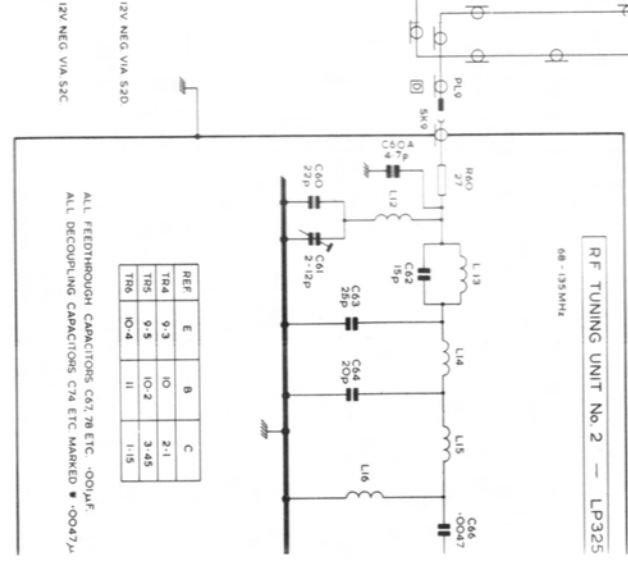 RF TUNING UNIT No. 2 — LP325
68 - 135 MHz
PL9
D
SK9
R60
27
C60A
4·7p
L12
C60
22p
C61
2-12p
L13
C62
15p
C63
25p
C64
20p
L14
L15
L16
C66
·0047
REF E B C
TR4 9·3 10 2·1
TR5 9·5 10·2 3·45
TR6 10·4 11 1·15
ALL FEEDTHROUGH CAPACITORS C67, 78 ETC. ·001µF.
ALL DECOUPLING CAPACITORS C74 ETC MARKED ·0047µ
12V NEG VIA S2D.
12V NEG VIA S2C.